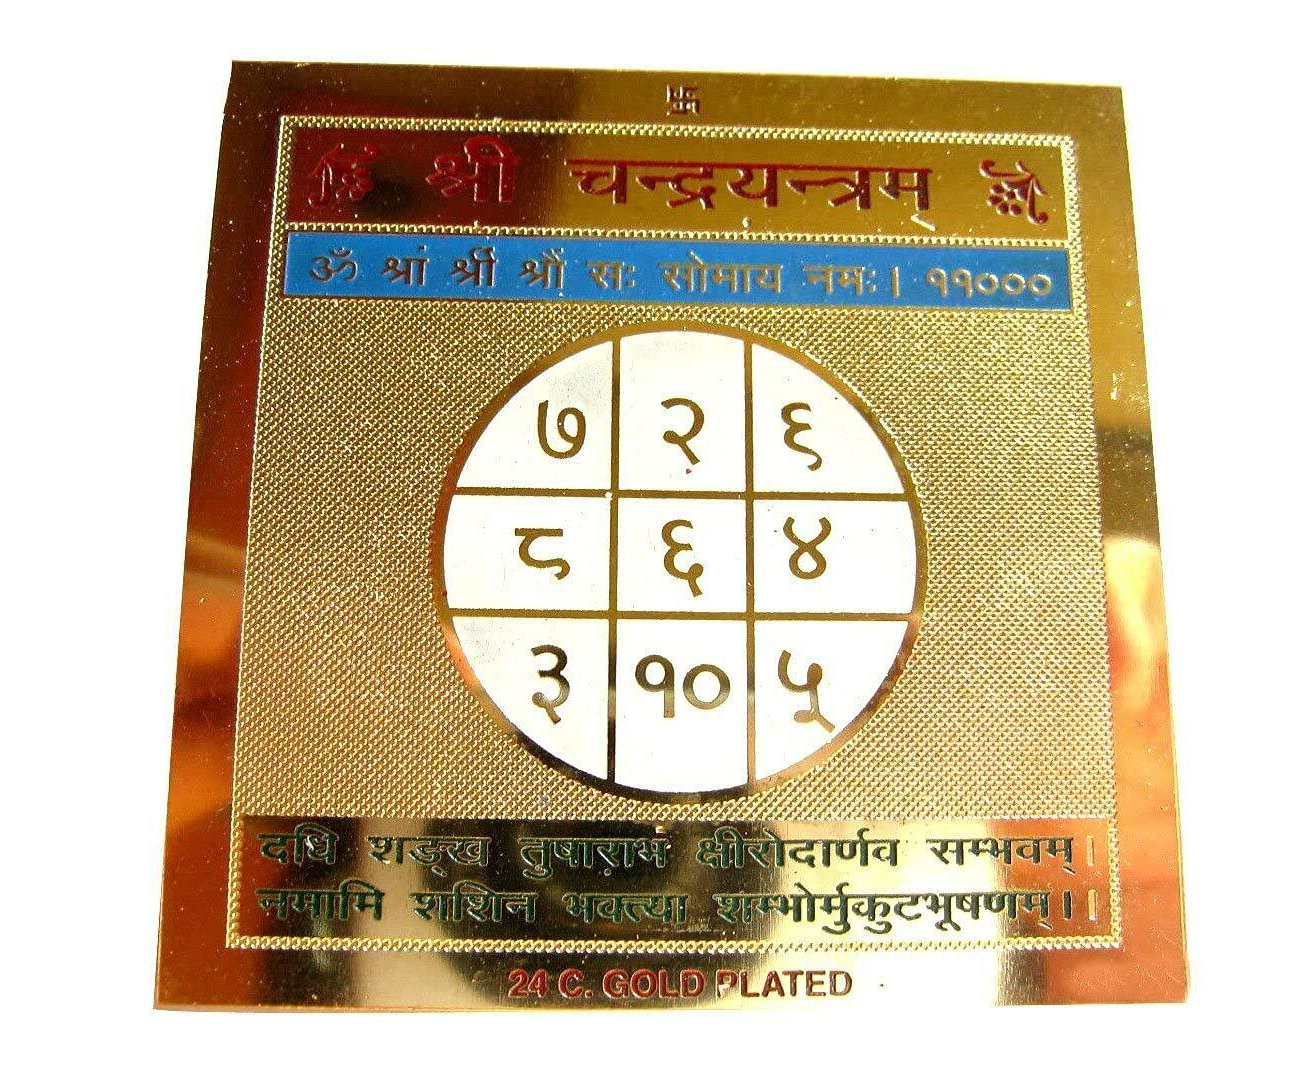 卐
श्री चन्द्रयन्त्रम्
ॐ श्रां श्रीं श्रौं सः सोमाय नमः। ११०००
७ २ ६
८ ६ ४
३ १० ५
दधि शङ्ख तुषाराभं क्षीरोदार्णव सम्भवम्।
नमामि शशिन भक्त्या शम्भोर्मुकुटभूषणम्।।
24 C. GOLD PLATED